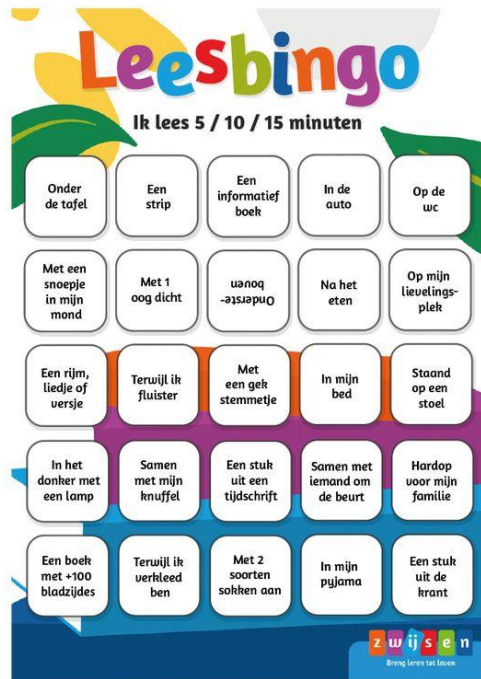 Leesbingo
Ik lees 5 / 10 / 15 minuten
Onder
de tafel
Een
strip
Een
informatief
boek
In de
auto
Op de
wc
Met een
snoepje
in mijn
mond
Met 1
oog dicht
Onderste-
boven
Na het
eten
Op mijn
lievelings-
plek
Een rijm,
liedje of
versje
Terwijl ik
fluister
Met
een gek
stemmetje
In mijn
bed
Staand
op een
stoel
In het
donker met
een lamp
Samen
met mijn
knuffel
Een stuk
uit een
tijdschrift
Samen met
iemand om
de beurt
Hardop
voor mijn
familie
Een boek
met +100
bladzijdes
Terwijl ik
verkleed
ben
Met 2
soorten
sokken aan
In mijn
pyjama
Een stuk
uit de
krant
zwijsen
Breng leren tot leven